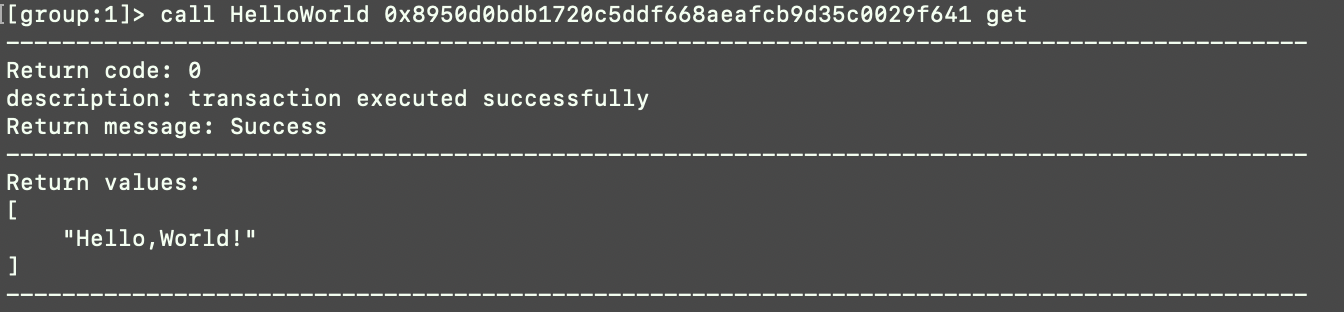 [[group:1]> call HelloWorld 0x8950d0bdb1720c5ddf668aeafcb9d35c0029f641 get
---------------------------------------------------------------------------------------------
Return code: 0
description: transaction executed successfully
Return message: Success
---------------------------------------------------------------------------------------------
Return values:
[
    "Hello,World!"
]
---------------------------------------------------------------------------------------------